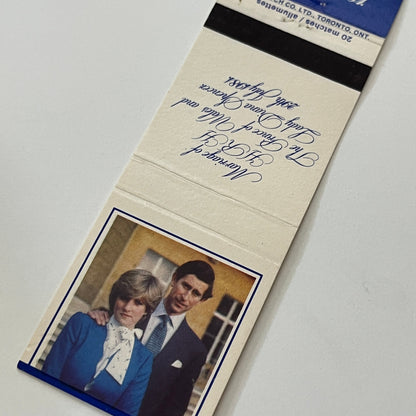 Marriage of
H R H
The Prince of Wales and
Lady Diana Spencer
29th July 1981
20 matches / allumettes
CH CO. LTD., TORONTO, ONT.